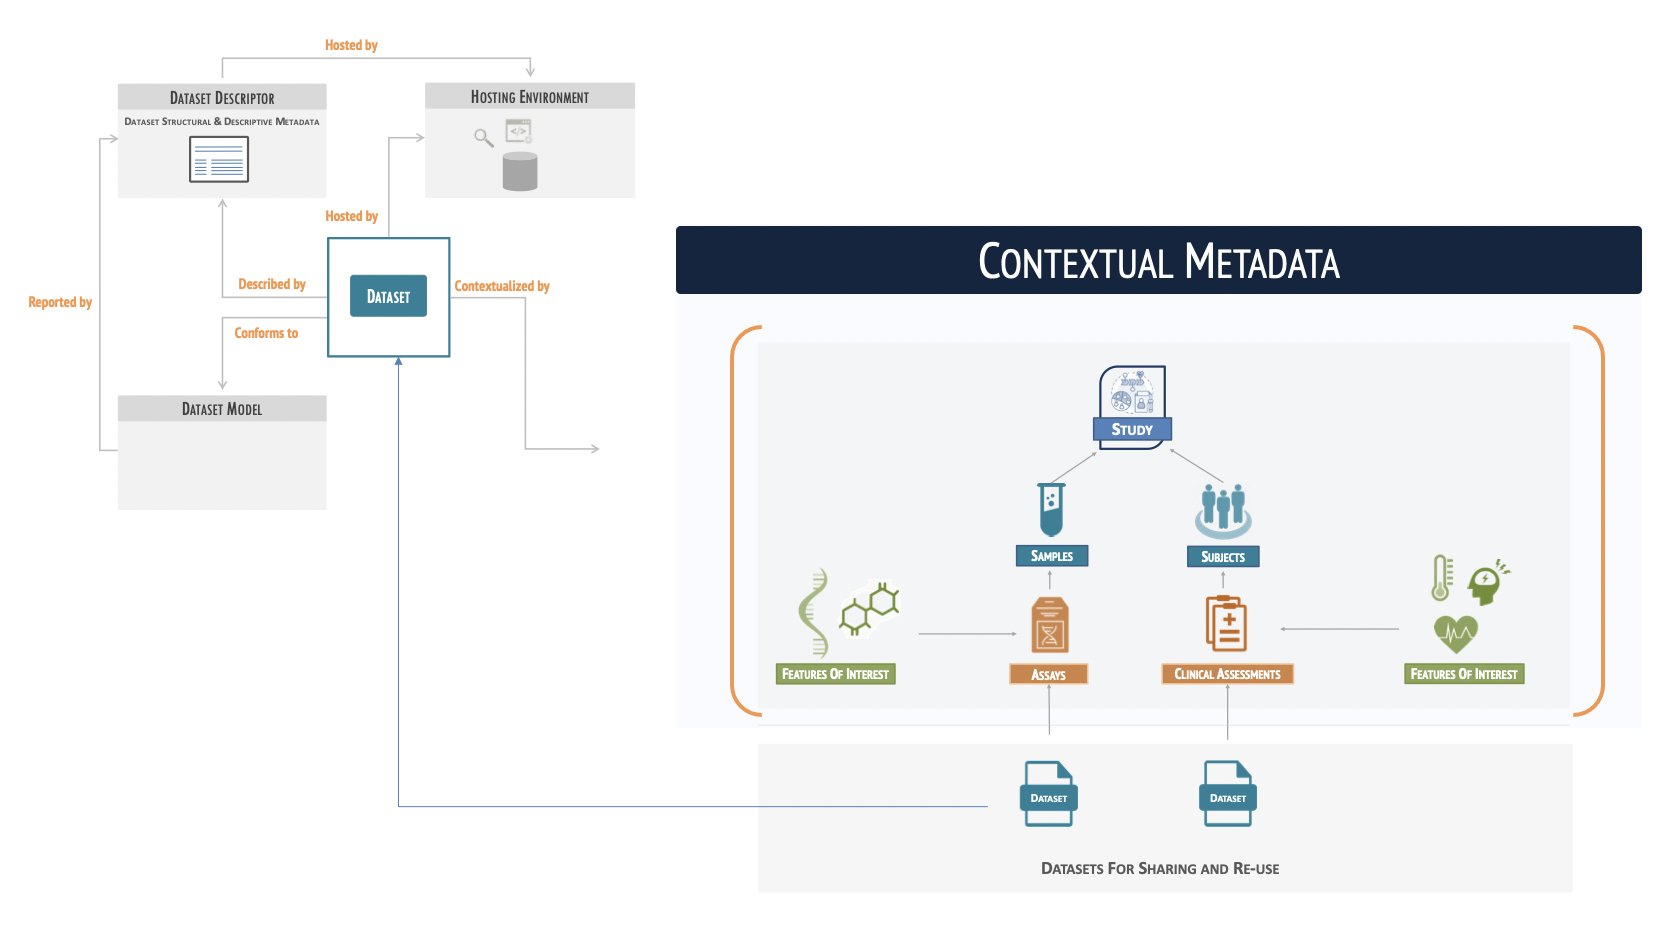 Hosted by
Dataset Descriptor
Dataset Structural & Descriptive Metadata
Hosting Environment
</>
Hosted by
Described by
Dataset
Contextualized by
Reported by
Conforms to
Dataset Model
Contextual Metadata
Study
Samples
Subjects
Features Of Interest
Assays
Clinical Assessments
Features Of Interest
Dataset
Dataset
Datasets For Sharing and Re-use